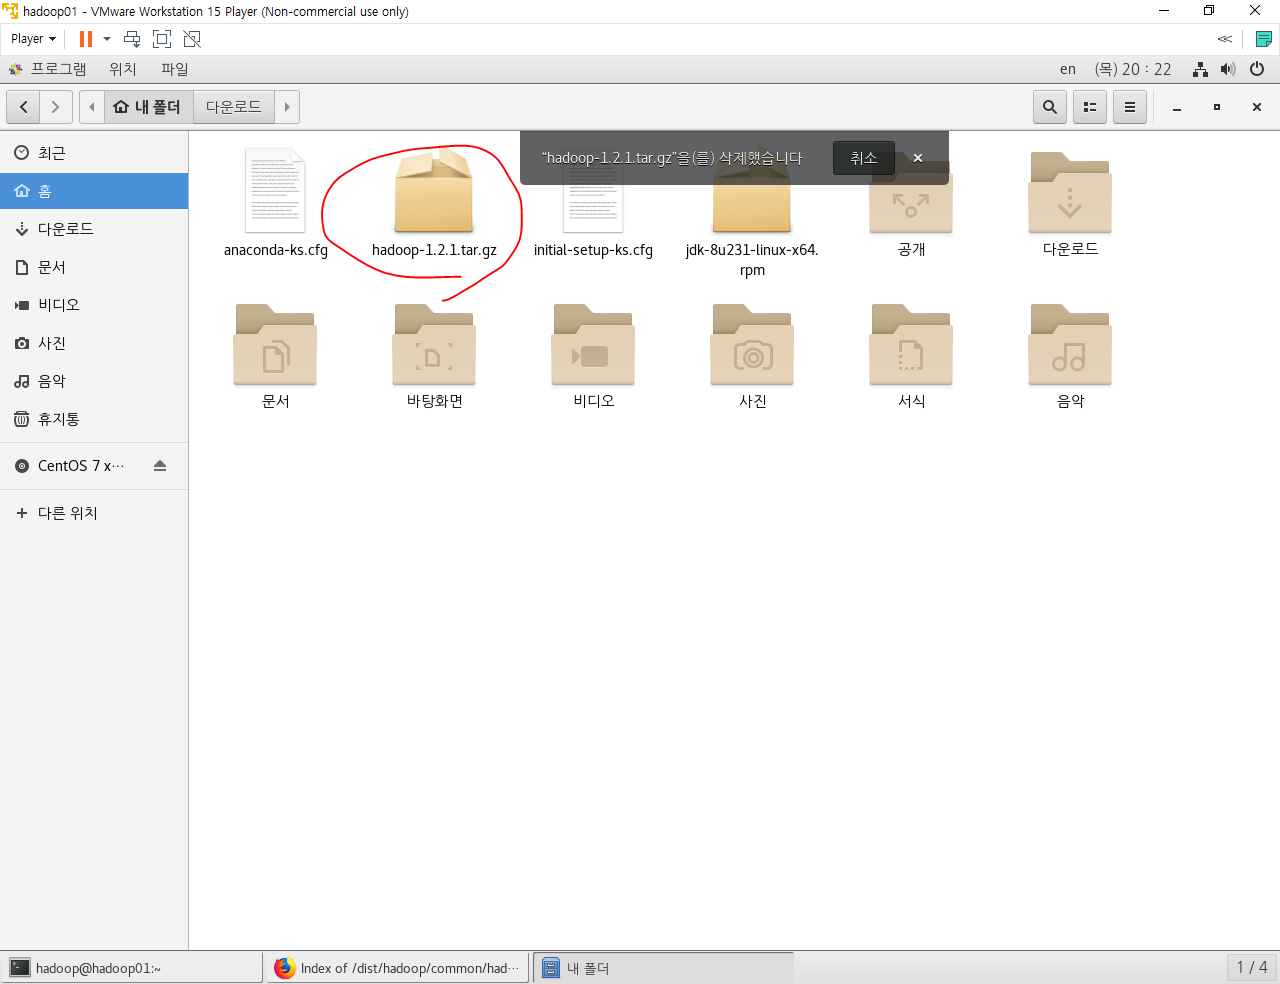 hadoop01 - VMware Workstation 15 Player (Non-commercial use only)
Player
프로그램 위치 파일 en (목) 20 : 22
내 폴더 다운로드
최근
홈
다운로드
문서
비디오
사진
음악
휴지통
CentOS 7 x…
다른 위치
"hadoop-1.2.1.tar.gz"을(를) 삭제했습니다 취소
anaconda-ks.cfg
hadoop-1.2.1.tar.gz
initial-setup-ks.cfg
jdk-8u231-linux-x64.
rpm
공개
다운로드
문서
바탕화면
비디오
사진
서식
음악
hadoop@hadoop01:~
Index of /dist/hadoop/common/had…
내 폴더
1 / 4